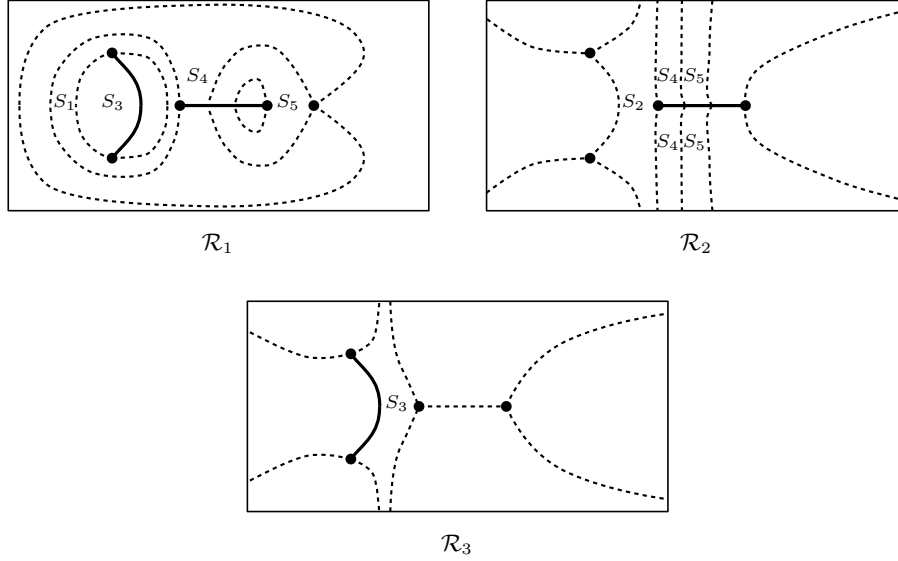 S₄
S₁ S₃ S₅
S₄ S₅
S₂
S₄ S₅
ℛ₁ ℛ₂
S₃
ℛ₃